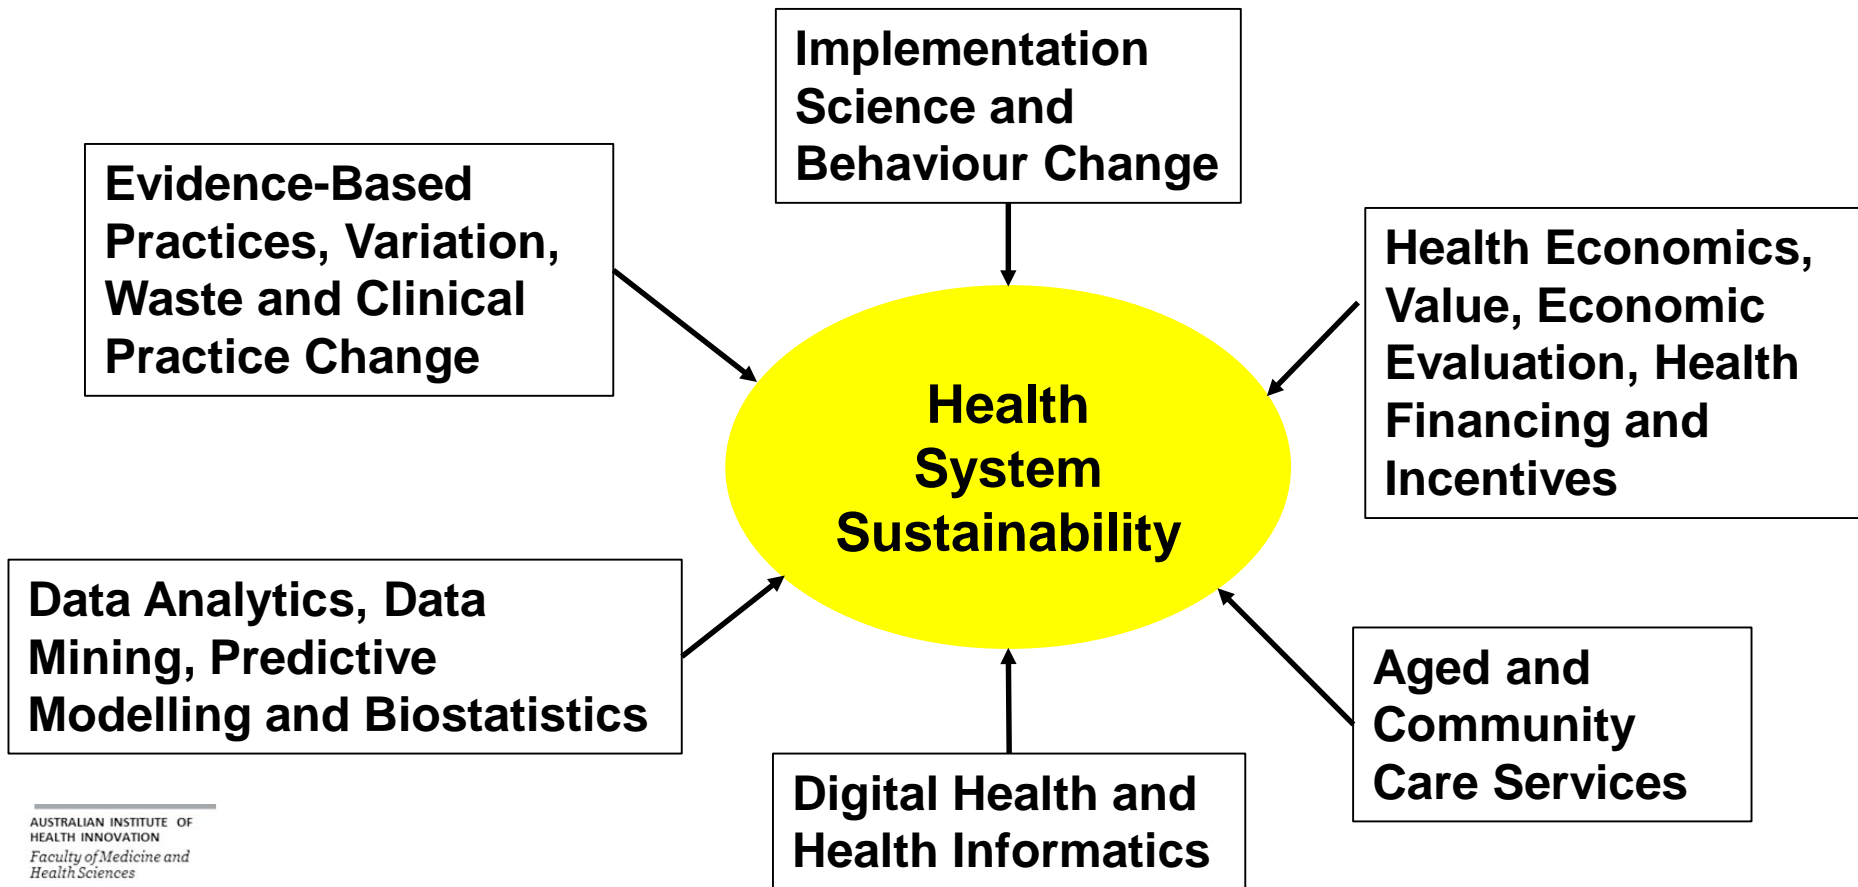 Implementation
Science and
Behaviour Change
Evidence-Based
Practices, Variation,
Waste and Clinical
Practice Change
Health Economics,
Value, Economic
Evaluation, Health
Financing and
Incentives
Health
System
Sustainability
Data Analytics, Data
Mining, Predictive
Modelling and Biostatistics
Aged and
Community
Care Services
Digital Health and
Health Informatics
AUSTRALIAN INSTITUTE OF
HEALTH INNOVATION
Faculty of Medicine and
Health Sciences